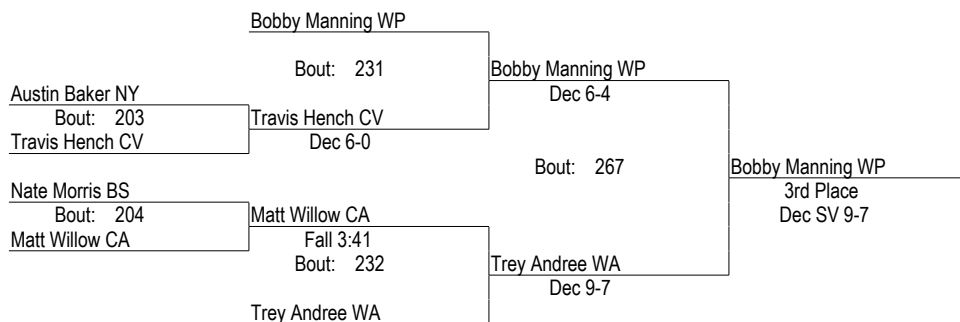 Bobby Manning WP
Bout: 231
Bobby Manning WP
Austin Baker NY
Dec 6-4
Bout: 203
Travis Hench CV
Travis Hench CV
Dec 6-0
Bout: 267
Bobby Manning WP
Nate Morris BS
3rd Place
Bout: 204
Matt Willow CA
Dec SV 9-7
Matt Willow CA
Fall 3:41
Bout: 232
Trey Andree WA
Dec 9-7
Trey Andree WA